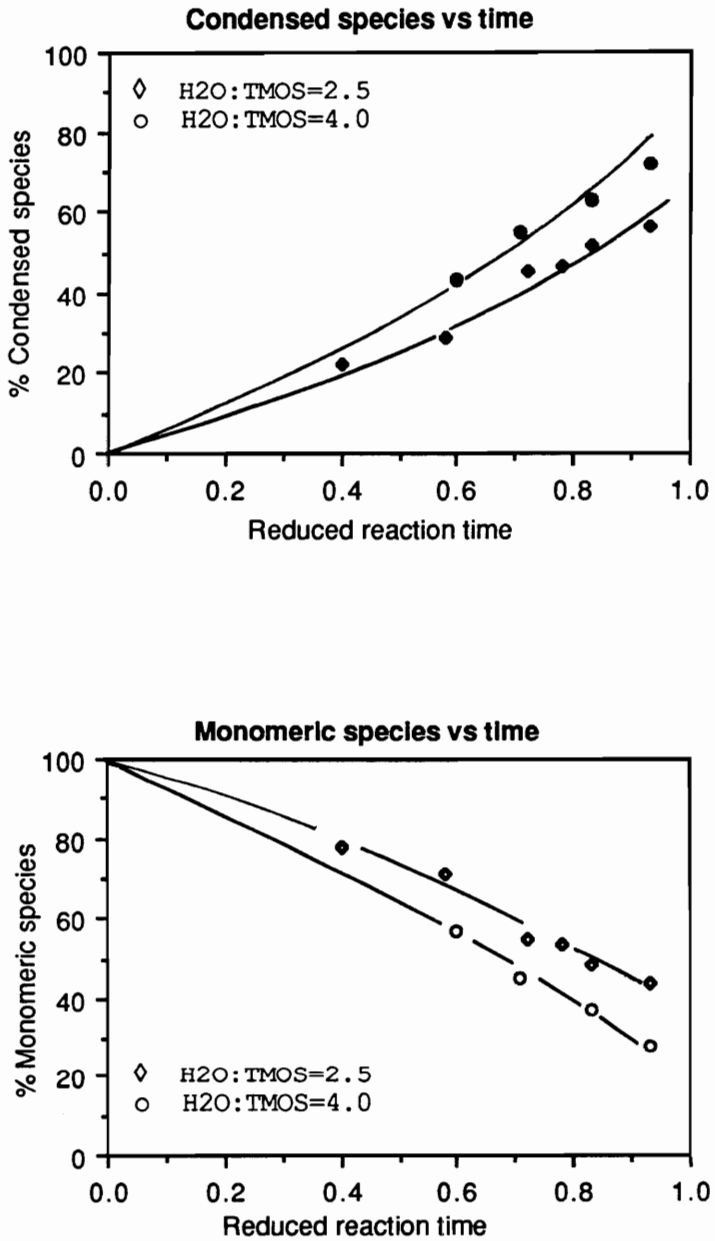 Condensed species vs time
100
80
60
40
20
0
% Condensed species
◇ H2O:TMOS=2.5
○ H2O:TMOS=4.0
0.0 0.2 0.4 0.6 0.8 1.0
Reduced reaction time
Monomeric species vs time
100
80
60
40
20
0
% Monomeric species
◇ H2O:TMOS=2.5
○ H2O:TMOS=4.0
0.0 0.2 0.4 0.6 0.8 1.0
Reduced reaction time